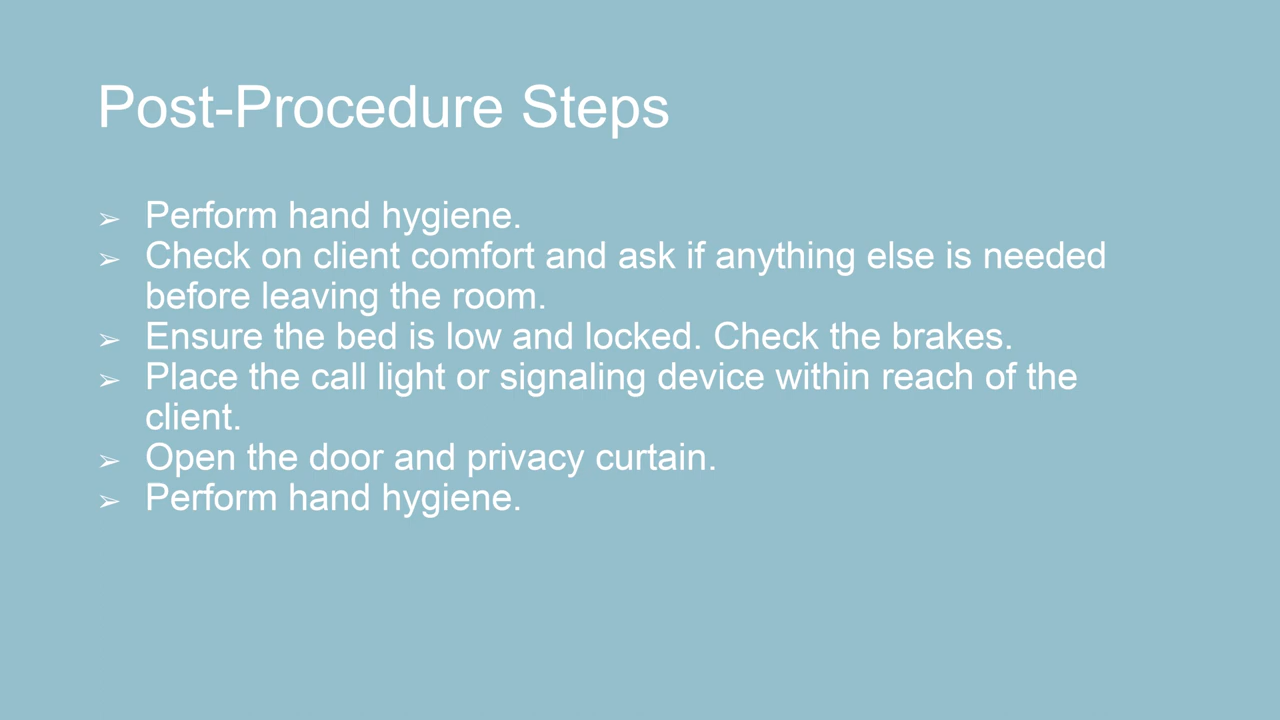 Post-Procedure Steps
➢ Perform hand hygiene.
➢ Check on client comfort and ask if anything else is needed
before leaving the room.
➢ Ensure the bed is low and locked. Check the brakes.
➢ Place the call light or signaling device within reach of the
client.
➢ Open the door and privacy curtain.
➢ Perform hand hygiene.